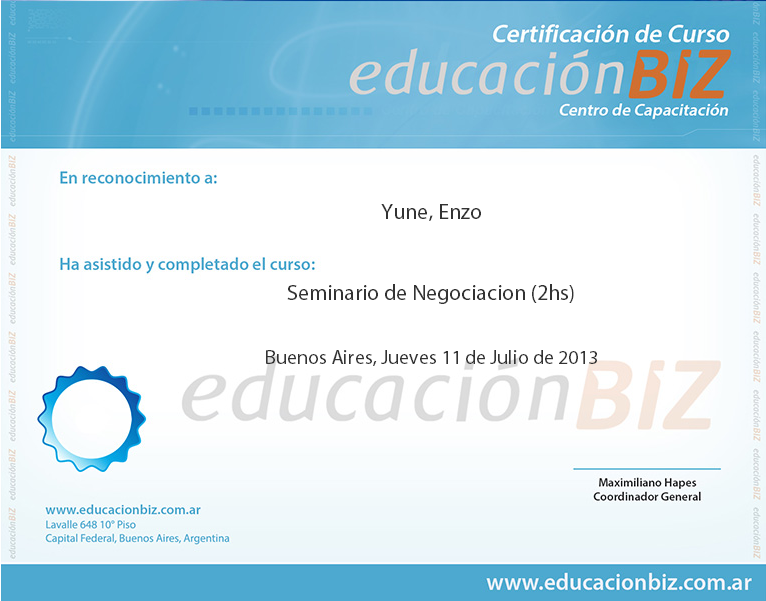 Certificación de Curso
educaciónBIZ
Centro de Capacitación
En reconocimiento a:
Yune, Enzo
Ha asistido y completado el curso:
Seminario de Negociacion (2hs)
Buenos Aires, Jueves 11 de Julio de 2013
educaciónBIZ
Maximiliano Hapes
Coordinador General
www.educacionbiz.com.ar
Lavalle 648 10° Piso
Capital Federal, Buenos Aires, Argentina
www.educacionbiz.com.ar